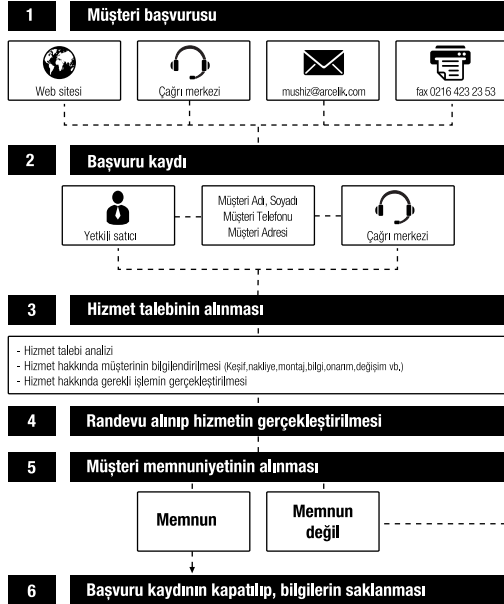 1 Müşteri başvurusu
Web sitesi
Çağrı merkezi
mushiz@arcelik.com
fax 0216 423 23 53
2 Başvuru kaydı
Yetkili satıcı
Müşteri Adı, Soyadı
Müşteri Telefonu
Müşteri Adresi
Çağrı merkezi
3 Hizmet talebinin alınması
- Hizmet talebi analizi
- Hizmet hakkında müşterinin bilgilendirilmesi (Keşif,nakliye,montaj,bilgi,onarım,değişim vb.)
- Hizmet hakkında gerekli işlemin gerçekleştirilmesi
4 Randevu alınıp hizmetin gerçekleştirilmesi
5 Müşteri memnuniyetinin alınması
Memnun
Memnun
değil
6 Başvuru kaydının kapatılıp, bilgilerin saklanması